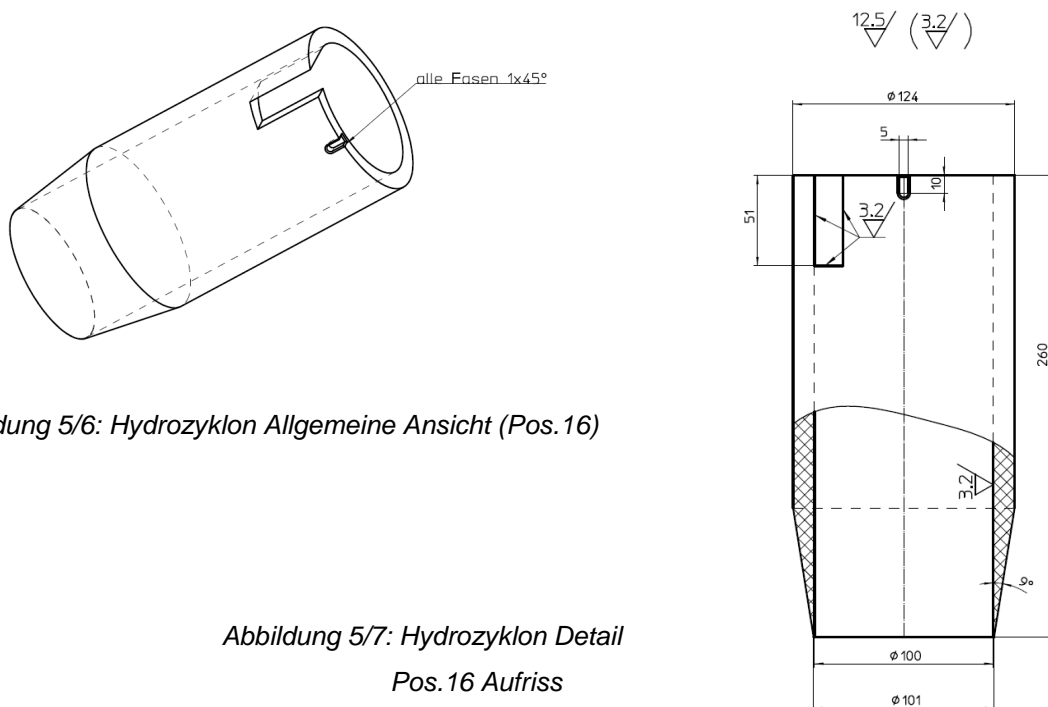 12.5 (3.2)
alle Fasen 1x45°
ø124
5
10
51
3.2
260
dung 5/6: Hydrozyklon Allgemeine Ansicht (Pos.16)
3.2
Abbildung 5/7: Hydrozyklon Detail
Pos.16 Aufriss
ø100
ø101